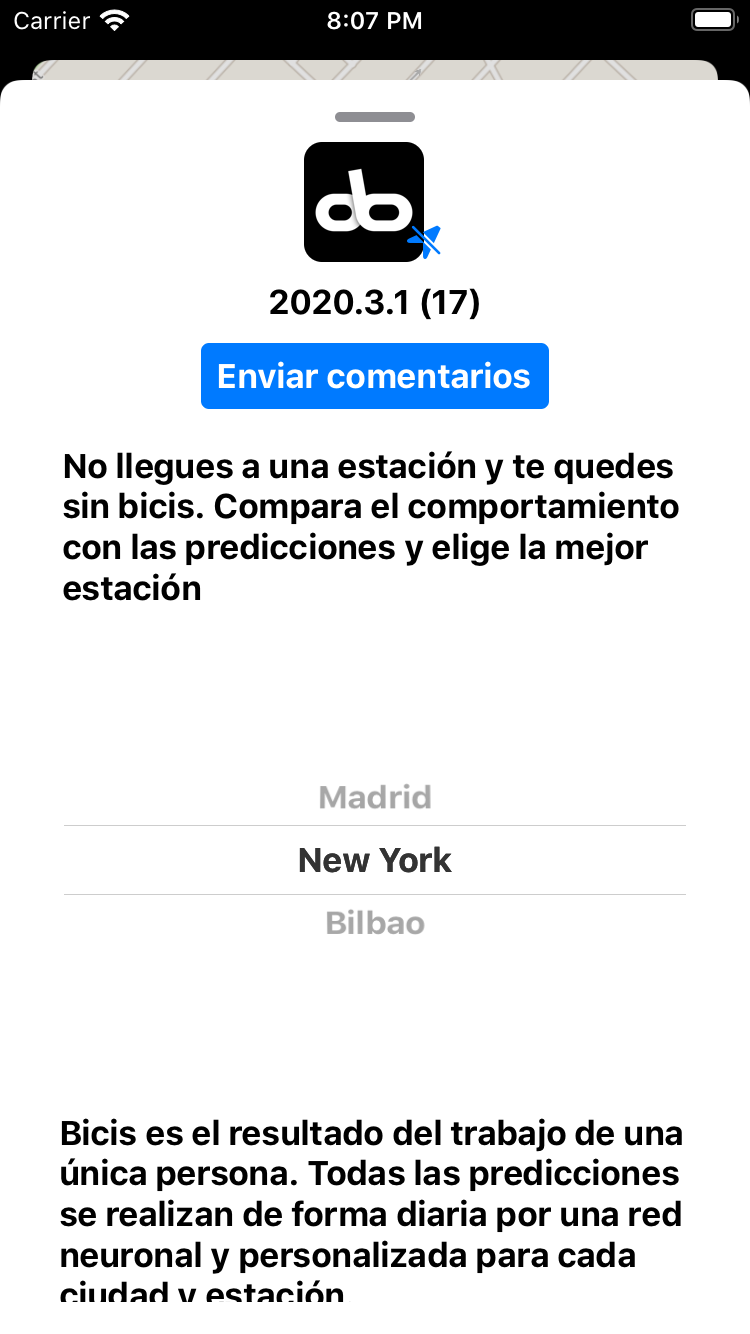 Carrier 8:07 PM
db
2020.3.1 (17)
Enviar comentarios
No llegues a una estación y te quedes
sin bicis. Compara el comportamiento
con las predicciones y elige la mejor
estación
Madrid
New York
Bilbao
Bicis es el resultado del trabajo de una
única persona. Todas las predicciones
se realizan de forma diaria por una red
neuronal y personalizada para cada
ciudad y estación